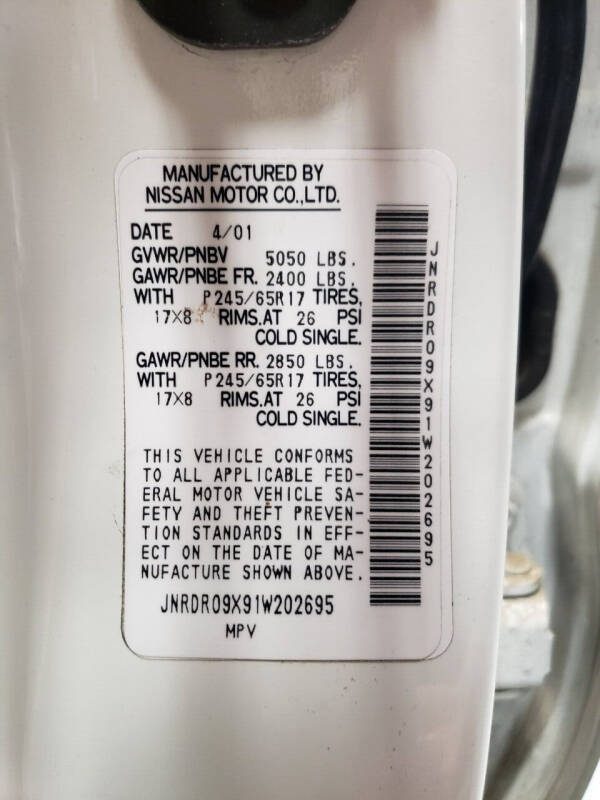 MANUFACTURED BY
NISSAN MOTOR CO.,LTD.
DATE 4/01
GVWR/PNBV 5050 LBS.
GAWR/PNBE FR. 2400 LBS.
WITH P245/65R17 TIRES,
17X8 RIMS.AT 26 PSI
COLD SINGLE.
GAWR/PNBE RR. 2850 LBS.
WITH P245/65R17 TIRES,
17X8 RIMS.AT 26 PSI
COLD SINGLE.
THIS VEHICLE CONFORMS
TO ALL APPLICABLE FED-
ERAL MOTOR VEHICLE SA-
FETY AND THEFT PREVEN-
TION STANDARDS IN EFF-
ECT ON THE DATE OF MA-
NUFACTURE SHOWN ABOVE.
JNRDR09X91W202695
MPV
JNRDR09X91W202695